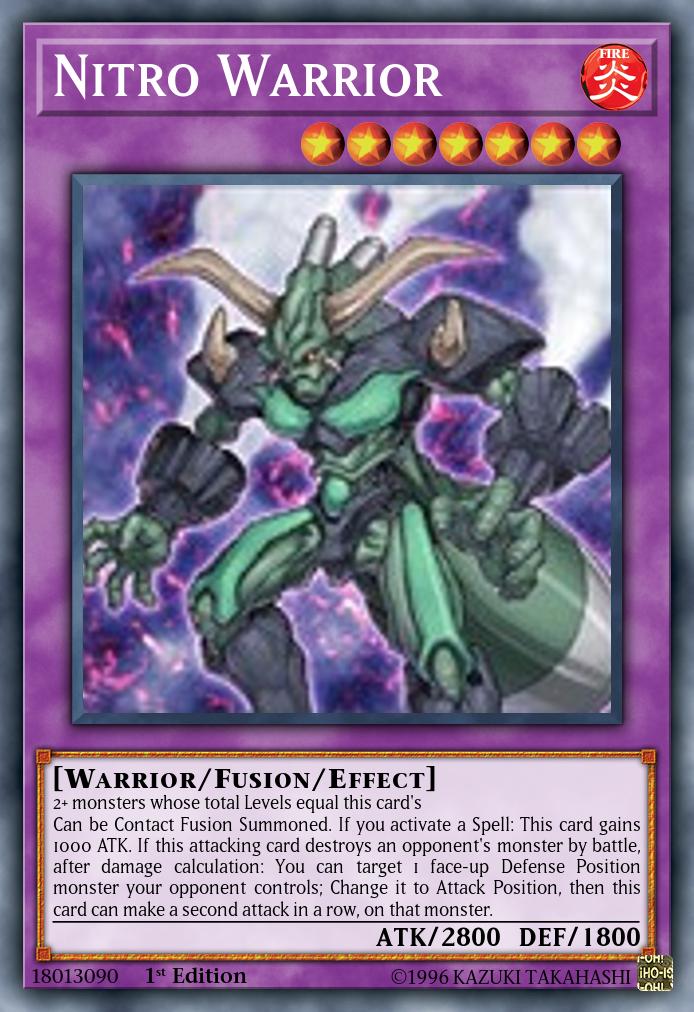 Nitro Warrior
FIRE
炎
[Warrior/Fusion/Effect]
2+ monsters whose total Levels equal this card's
Can be Contact Fusion Summoned. If you activate a Spell: This card gains
1000 ATK. If this attacking card destroys an opponent's monster by battle,
after damage calculation: You can target 1 face-up Defense Position
monster your opponent controls; Change it to Attack Position, then this
card can make a second attack in a row, on that monster.
ATK/2800 DEF/1800
18013090 1st Edition ©1996 KAZUKI TAKAHASHI